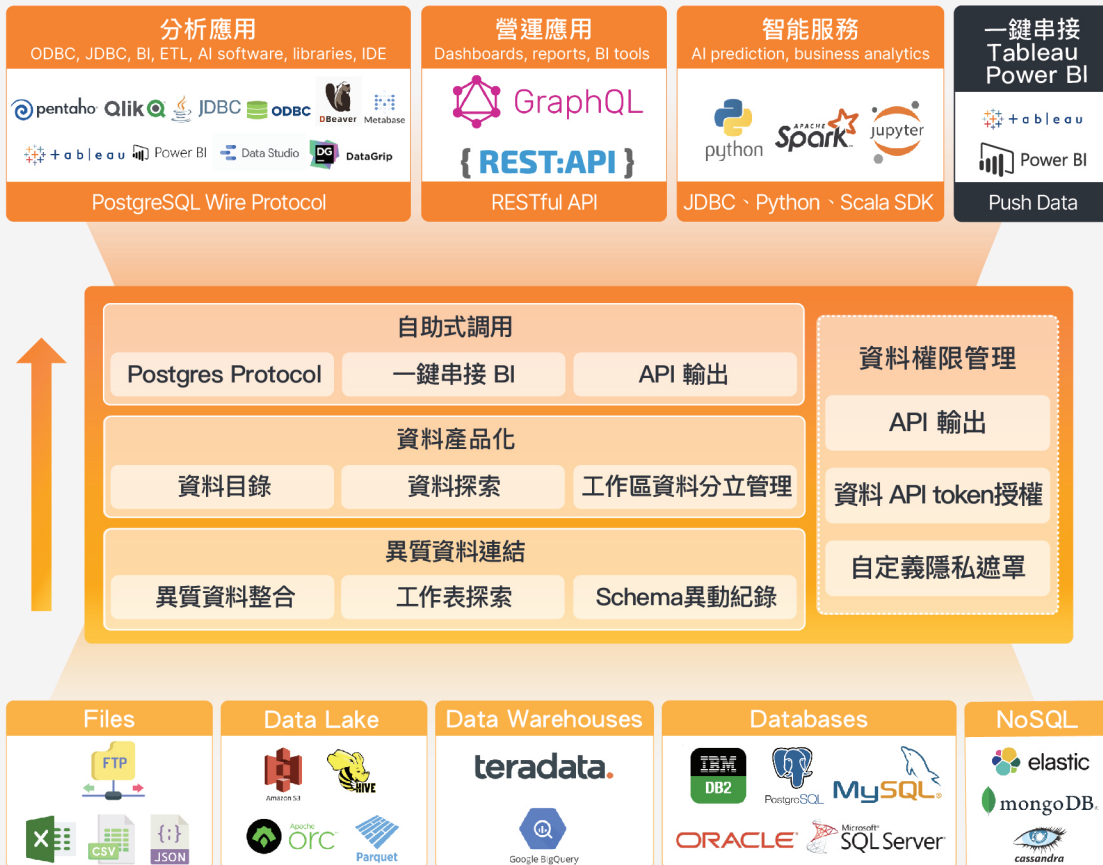 分析應用
ODBC, JDBC, BI, ETL, AI software, libraries, IDE
pentaho
Qlik
JDBC
ODBC
DBeaver
Metabase
+ a b l e a u
Power BI
Data Studio
DG
DataGrip
PostgreSQL Wire Protocol
營運應用
Dashboards, reports, BI tools
GraphQL
{ REST:API }
RESTful API
智能服務
AI prediction, business analytics
python
APACHE
Spark
jupyter
JDBC、Python、Scala SDK
一鍵串接
Tableau
Power BI
+ a b l e a u
Power BI
Push Data
自助式調用
Postgres Protocol
一鍵串接 BI
API 輸出
資料產品化
資料目錄
資料探索
工作區資料分立管理
異質資料連結
異質資料整合
工作表探索
Schema異動紀錄
資料權限管理
API 輸出
資料 API token授權
自定義隱私遮罩
Files
FTP
X
CSV
{:}
JSON
Data Lake
Amazon S3
HIVE
Apache
orc
Parquet
Data Warehouses
teradata.
Google BigQuery
Databases
IBM
DB2
PostgreSQL
MySQL
ORACLE
Microsoft
SQL Server
NoSQL
elastic
mongoDB
cassandra